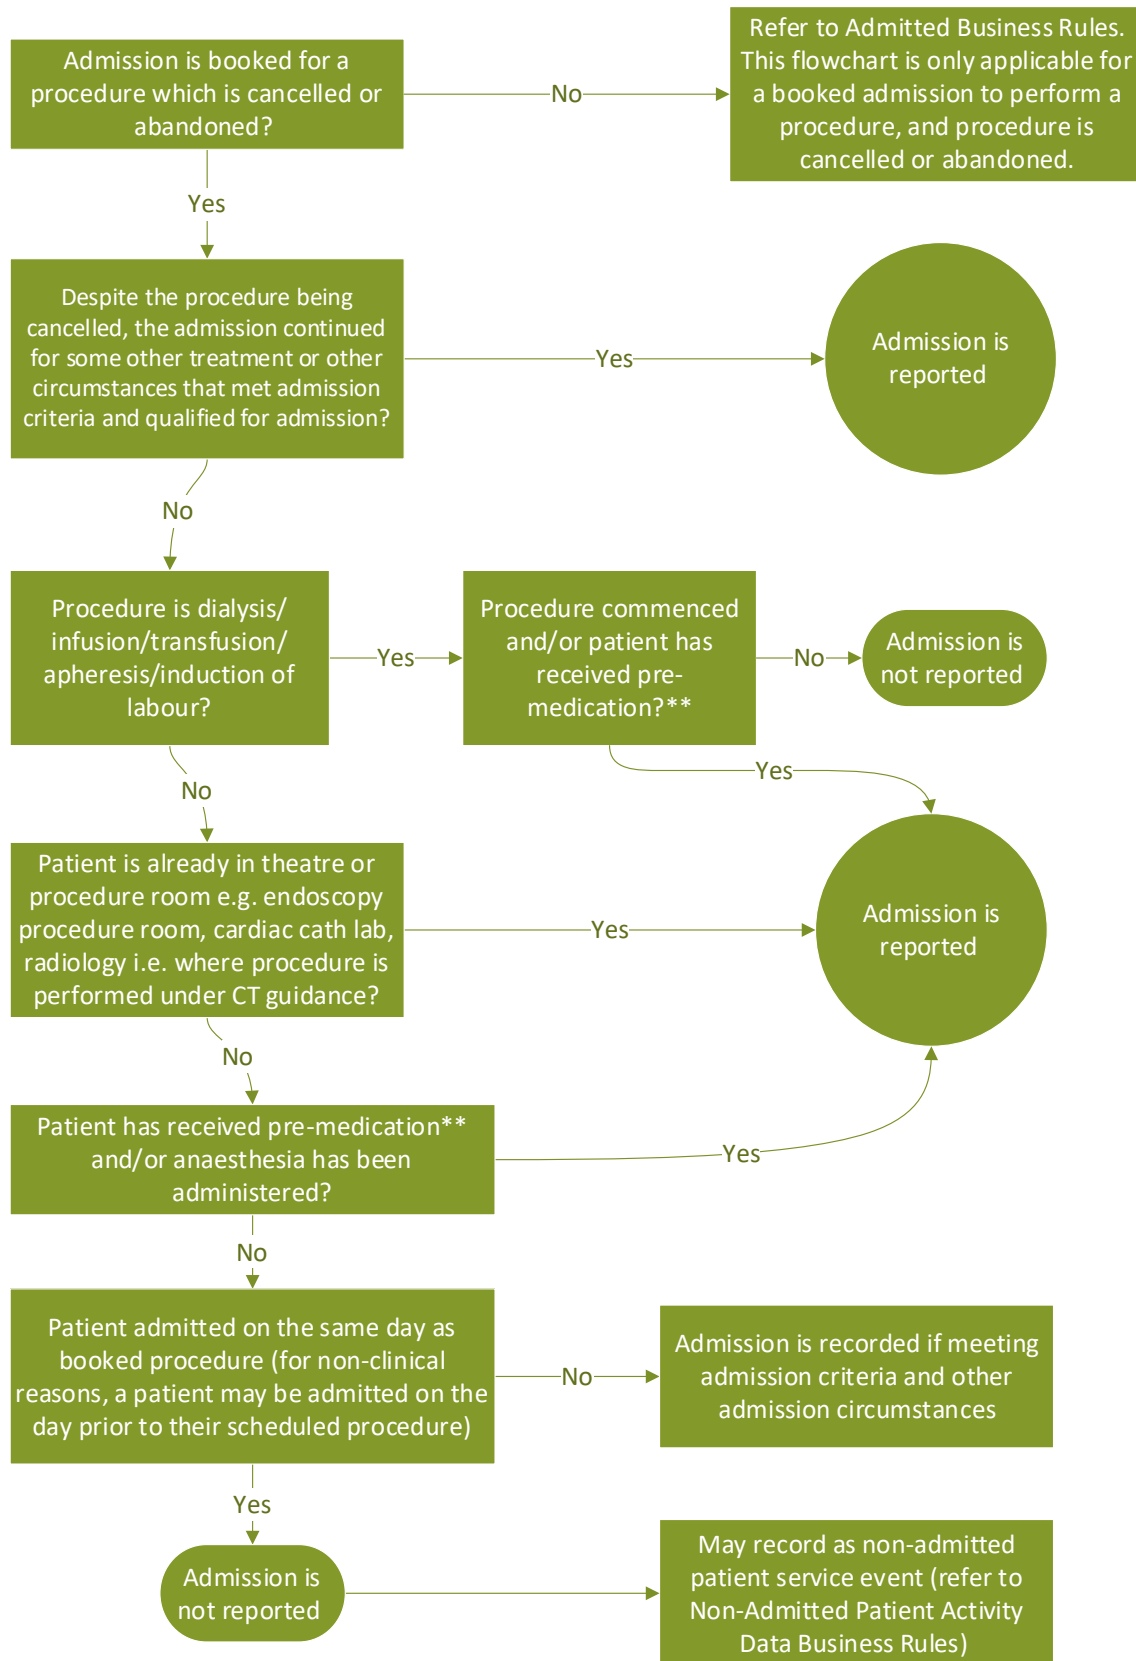 Admission is booked for a
procedure which is cancelled or
abandoned?
No
Refer to Admitted Business Rules.
This flowchart is only applicable for
a booked admission to perform a
procedure, and procedure is
cancelled or abandoned.
Yes
Despite the procedure being
cancelled, the admission continued
for some other treatment or other
circumstances that met admission
criteria and qualified for admission?
Yes
Admission is
reported
No
Procedure is dialysis/
infusion/transfusion/
apheresis/induction of
labour?
Yes
Procedure commenced
and/or patient has
received pre-
medication?**
No
Admission is
not reported
Yes
No
Patient is already in theatre or
procedure room e.g. endoscopy
procedure room, cardiac cath lab,
radiology i.e. where procedure is
performed under CT guidance?
Yes
Admission is
reported
No
Patient has received pre-medication**
and/or anaesthesia has been
administered?
Yes
No
Patient admitted on the same day as
booked procedure (for non-clinical
reasons, a patient may be admitted on the
day prior to their scheduled procedure)
No
Admission is recorded if meeting
admission criteria and other
admission circumstances
Yes
Admission is
not reported
May record as non-admitted
patient service event (refer to
Non-Admitted Patient Activity
Data Business Rules)